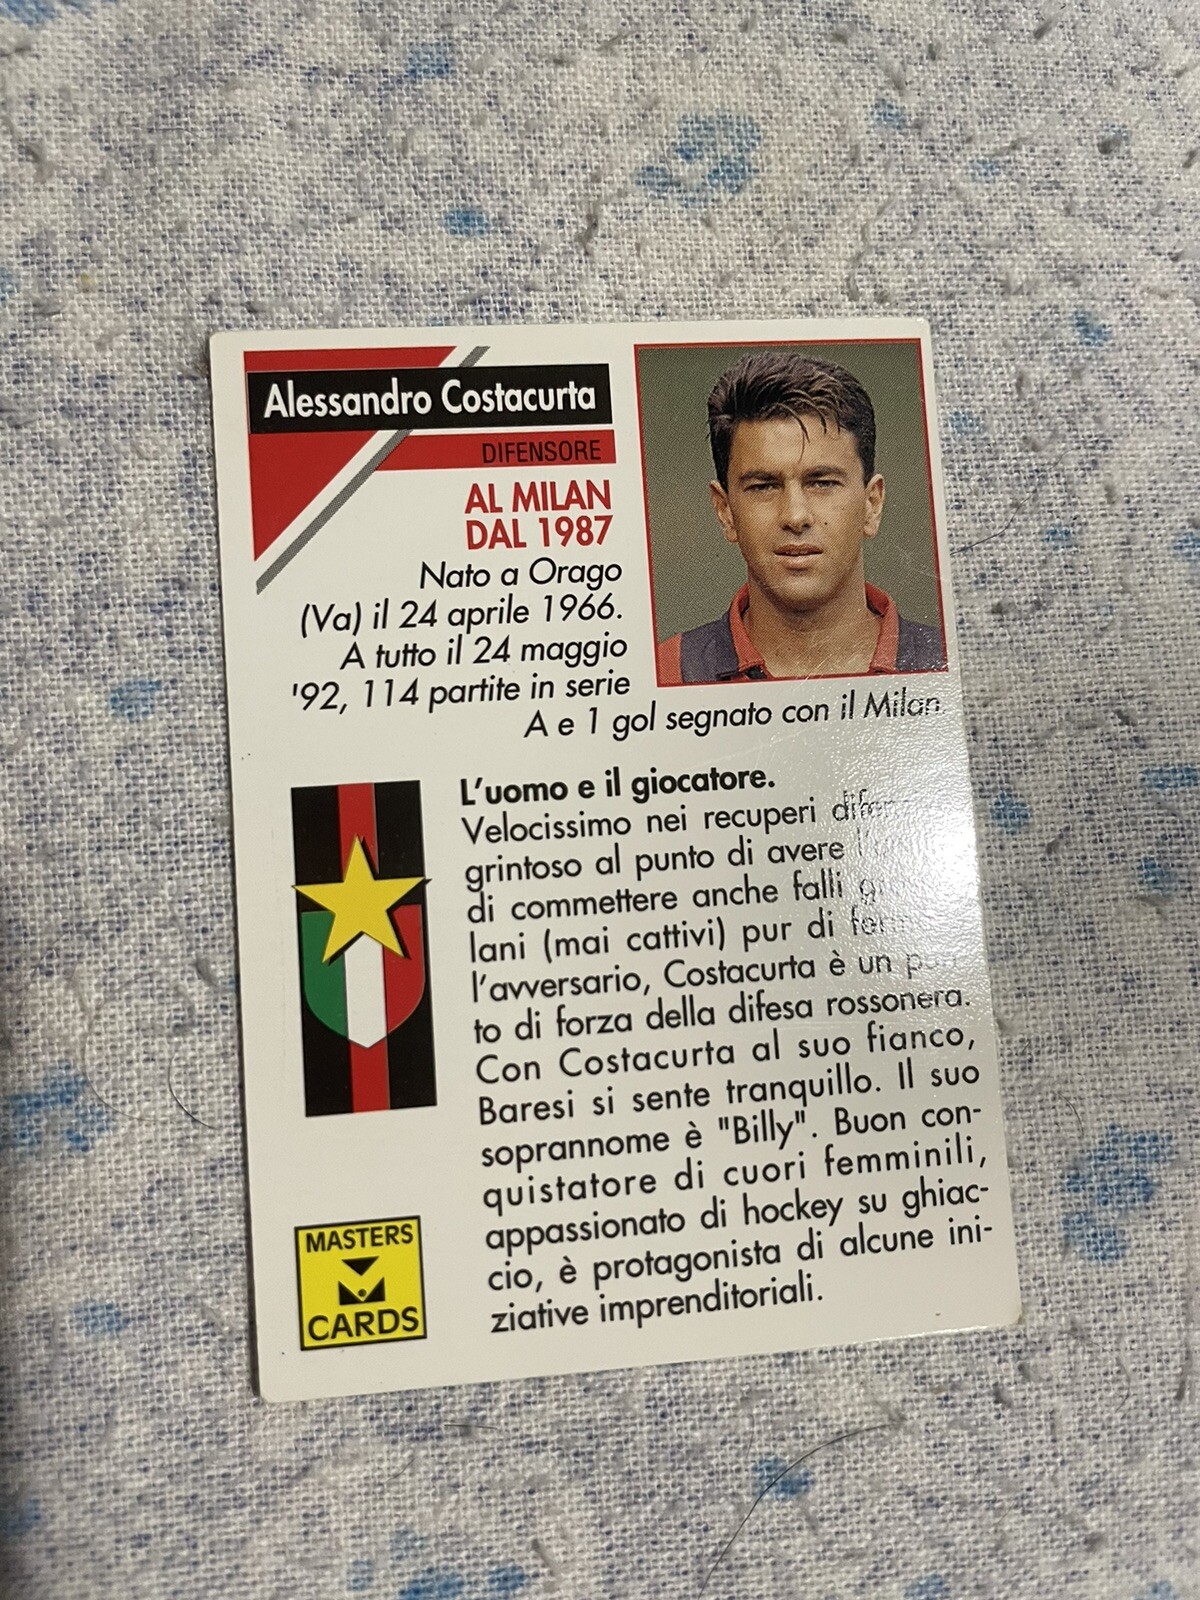 Alessandro Costacurta
DIFENSORE
AL MILAN
DAL 1987
Nato a Orago
(Va) il 24 aprile 1966.
A tutto il 24 maggio
'92, 114 partite in serie
A e 1 gol segnato con il Milan.
L'uomo e il giocatore.
Velocissimo nei recuperi
grintoso al punto di avere
di commettere anche falli
lani (mai cattivi) pur di
l'avversario, Costacurta è un
to di forza della difesa rossonera.
Con Costacurta al suo fianco,
Baresi si sente tranquillo. Il suo
soprannome è "Billy". Buon con-
quistatore di cuori femminili,
appassionato di hockey su ghiac-
cio, è protagonista di alcune ini-
ziative imprenditoriali.
MASTERS
CARDS